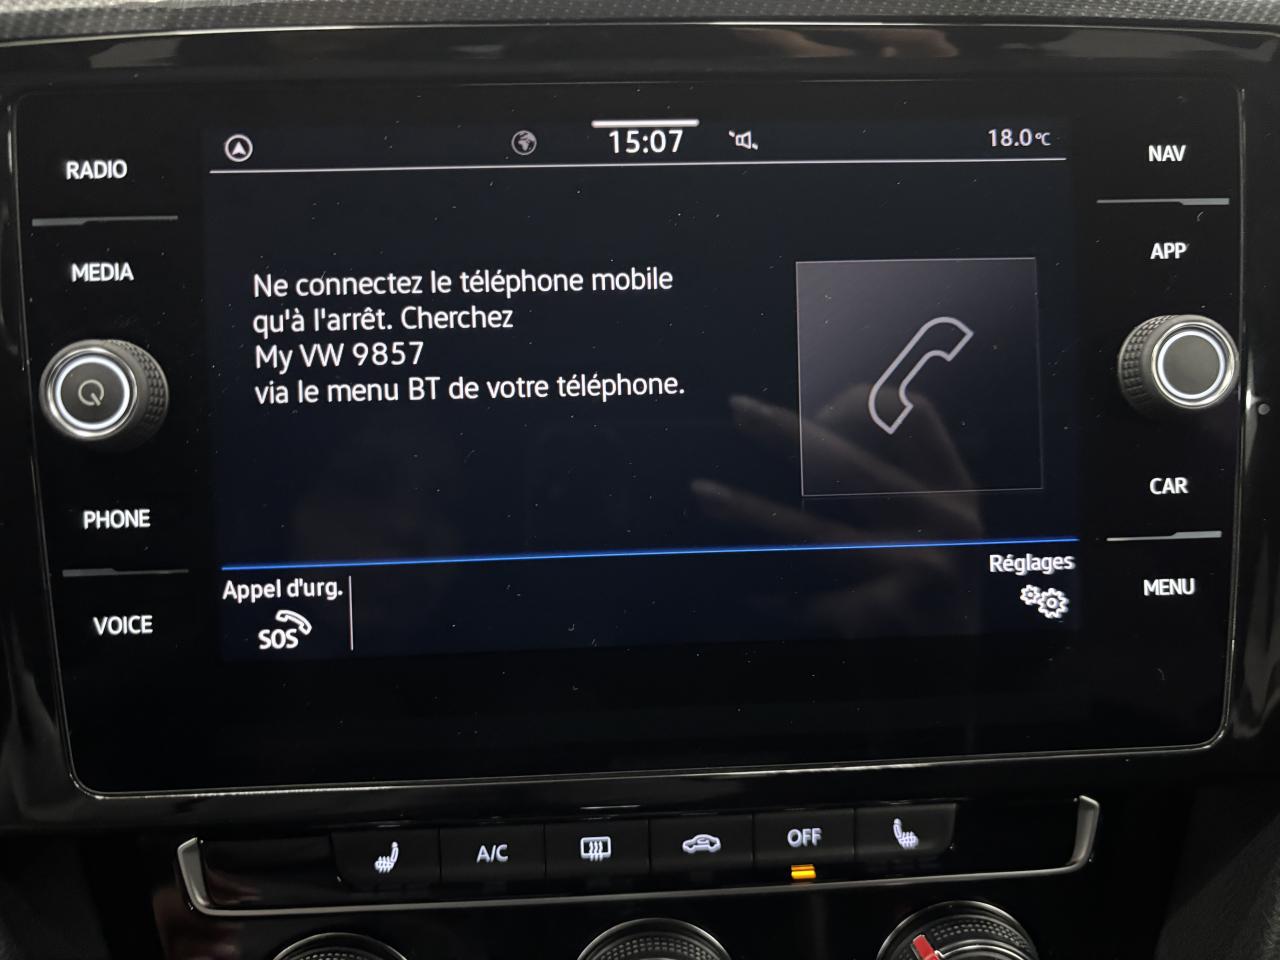 15:07
18.0°C
RADIO
MEDIA
PHONE
VOICE
Ne connectez le téléphone mobile
qu'à l'arrêt. Cherchez
My VW 9857
via le menu BT de votre téléphone.
Appel d'urg.
SOS
Réglages
NAV
APP
CAR
MENU
A/C
OFF